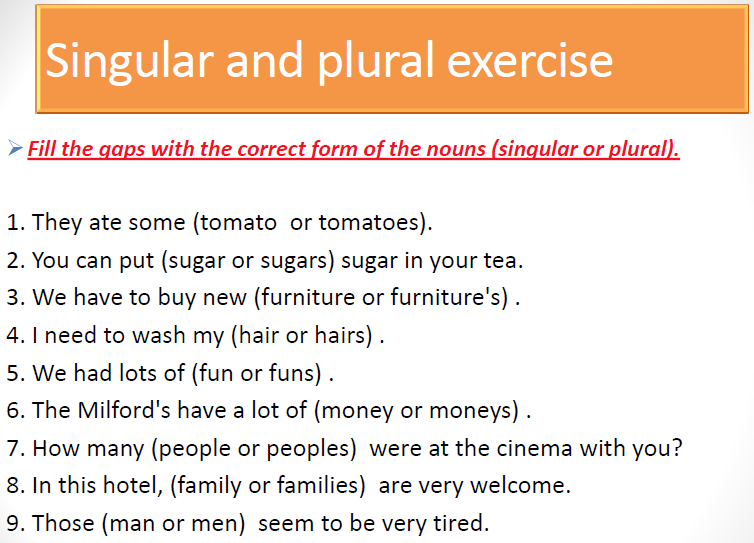 Singular and plural exercise
Fill the gaps with the correct form of the nouns (singular or plural).
1. They ate some (tomato or tomatoes).
2. You can put (sugar or sugars) sugar in your tea.
3. We have to buy new (furniture or furniture's) .
4. I need to wash my (hair or hairs) .
5. We had lots of (fun or funs) .
6. The Milford's have a lot of (money or moneys) .
7. How many (people or peoples) were at the cinema with you?
8. In this hotel, (family or families) are very welcome.
9. Those (man or men) seem to be very tired.